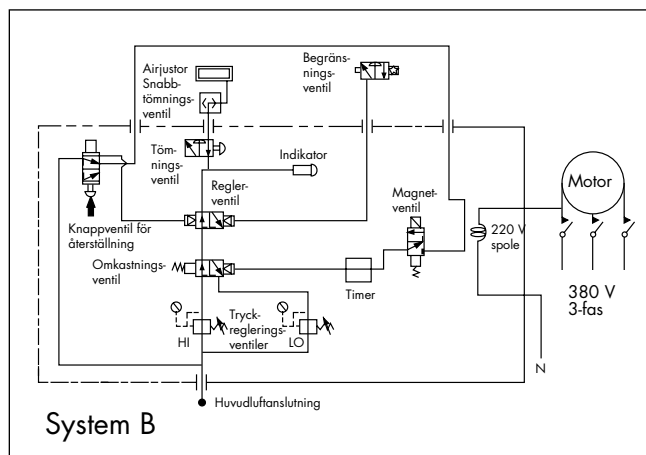 Airjustor
Snabb-
tömnings-
ventil
Begräns-
nings-
ventil
Töm-
nings-
ventil
Indikator
Regler-
ventil
Magnet-
ventil
Motor
Knappventil för
återställning
220 V
spole
Omkastnings-
ventil
Timer
380 V
3-fas
Tryck-
reglerings-
ventiler
HI
LO
N
Huvudluftanslutning
System B